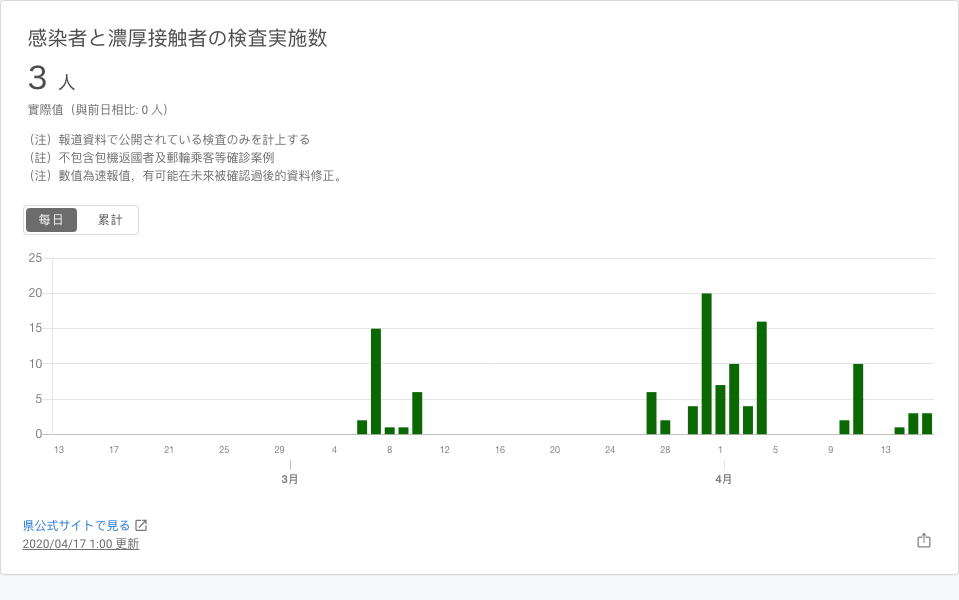 感染者と濃厚接触者の検査実施数
3 人
實際值（與前日相比: 0 人）
（注）報道資料で公開されている検査のみを計上する
（註）不包含包機返國者及郵輪乘客等確診案例
（注）數值為速報值，有可能在未來被確認過後的資料修正。
每日 累計
25
20
15
10
5
0
13 17 21 25 29 4 8 12 16 20 24 28 1 5 9 13
3月 4月
県公式サイトで見る
2020/04/17 1:00 更新